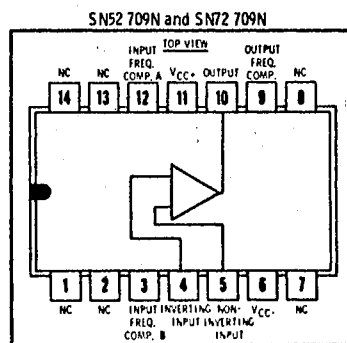 SN52 709N and SN72 709N
TOP VIEW
INPUT OUTPUT
NC NC FREQ. VCC+ OUTPUT FREQ. NC
COMP. A COMP.
14 13 12 11 10 9 8
1 2 3 4 5 6 7
NC NC INPUT INVERTING NON- VCC- NC
FREQ. INPUT INVERTING
COMP. B INPUT